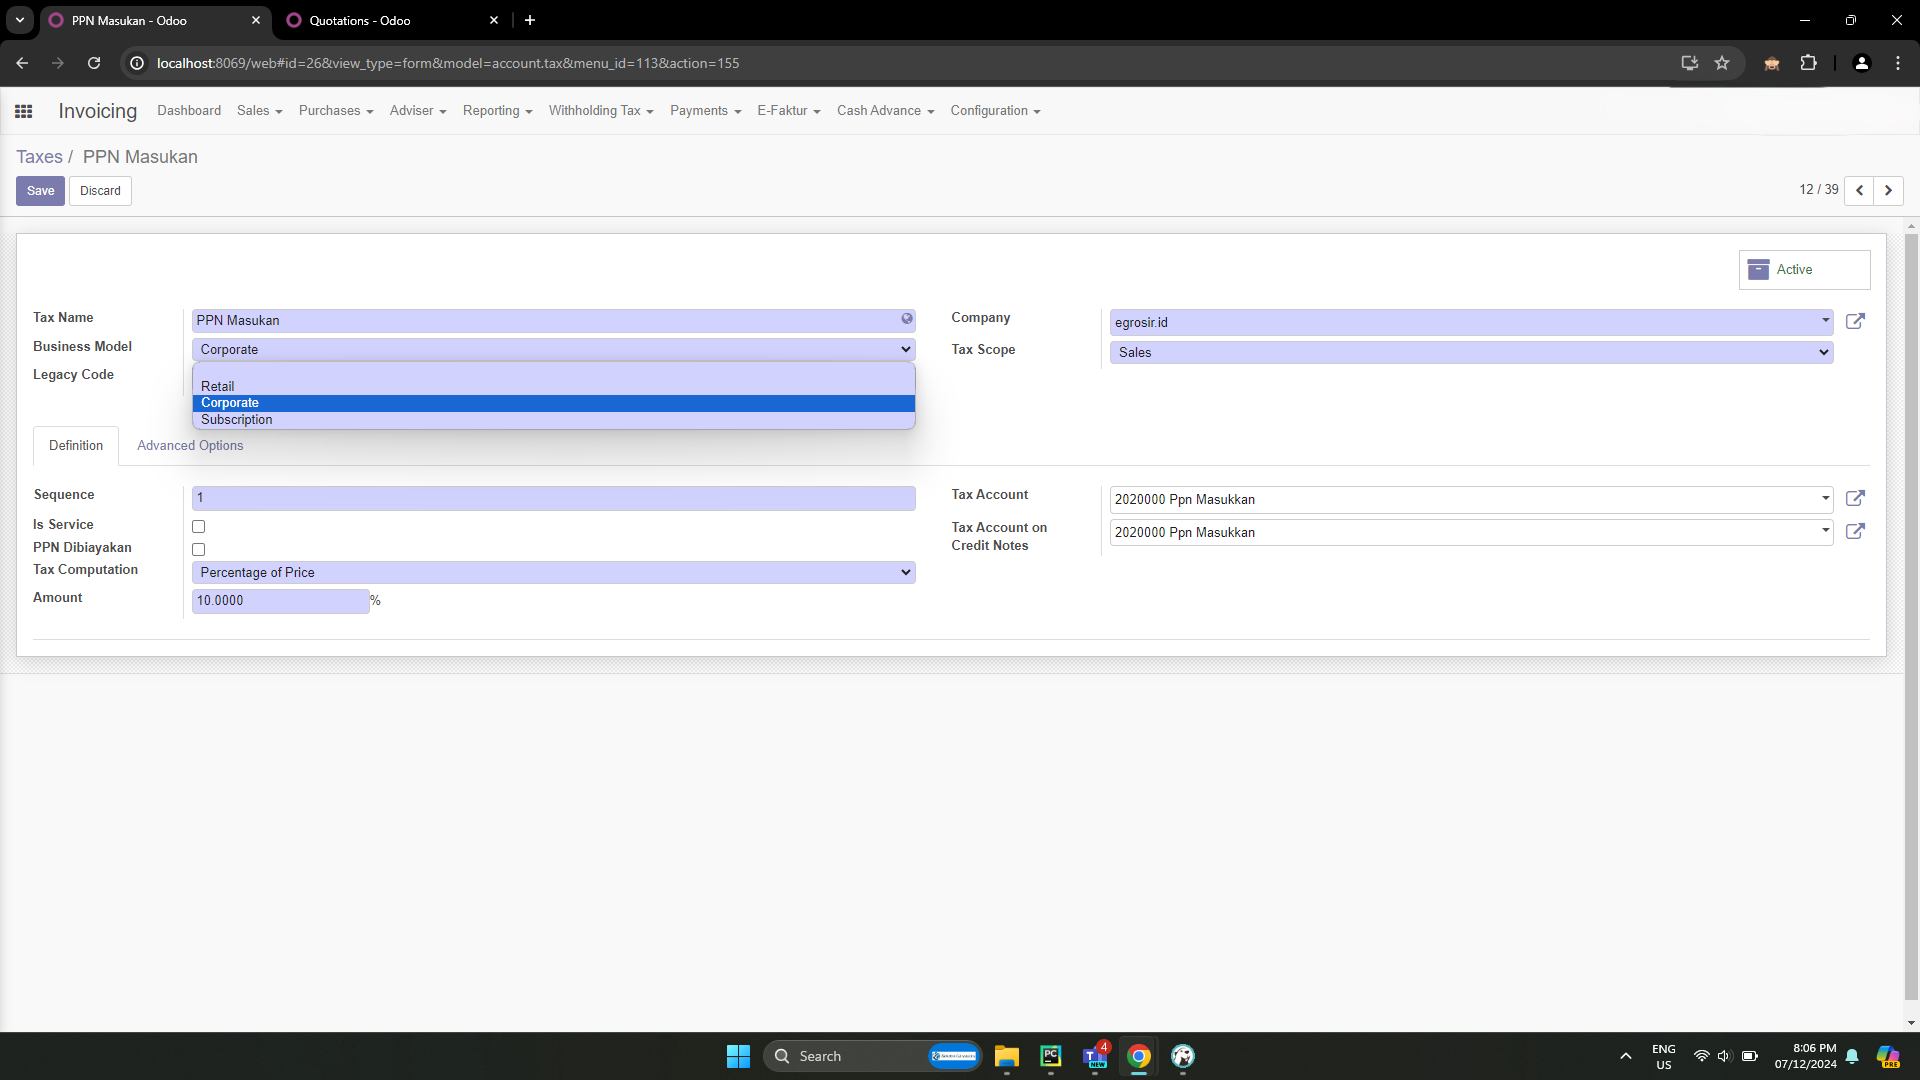 PPN Masukan - Odoo
Quotations - Odoo
localhost:8069/web#id=26&view_type=form&model=account.tax&menu_id=113&action=155
Invoicing Dashboard Sales Purchases Adviser Reporting Withholding Tax Payments E-Faktur Cash Advance Configuration
Taxes / PPN Masukan
Save Discard
12 / 39
Active
Tax Name PPN Masukan
Company egrosir.id
Business Model Corporate
Tax Scope Sales
Legacy Code
Retail
Corporate
Subscription
Definition Advanced Options
Sequence 1
Tax Account 2020000 Ppn Masukkan
Is Service
Tax Account on
Credit Notes 2020000 Ppn Masukkan
PPN Dibiayakan
Tax Computation Percentage of Price
Amount 10.0000 %
Search
PC
T
NEW
4
ENG
US
8:06 PM
07/12/2024
PRE